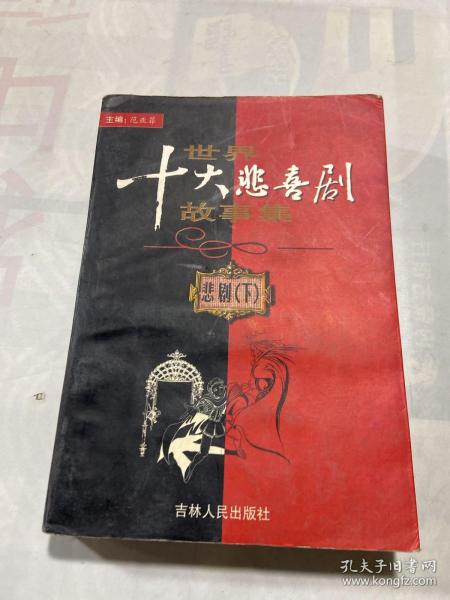 主编：范亚菲
世界
十大悲喜剧
故事集
悲剧(下)
吉林人民出版社
孔夫子旧书网
www.kongfz.com